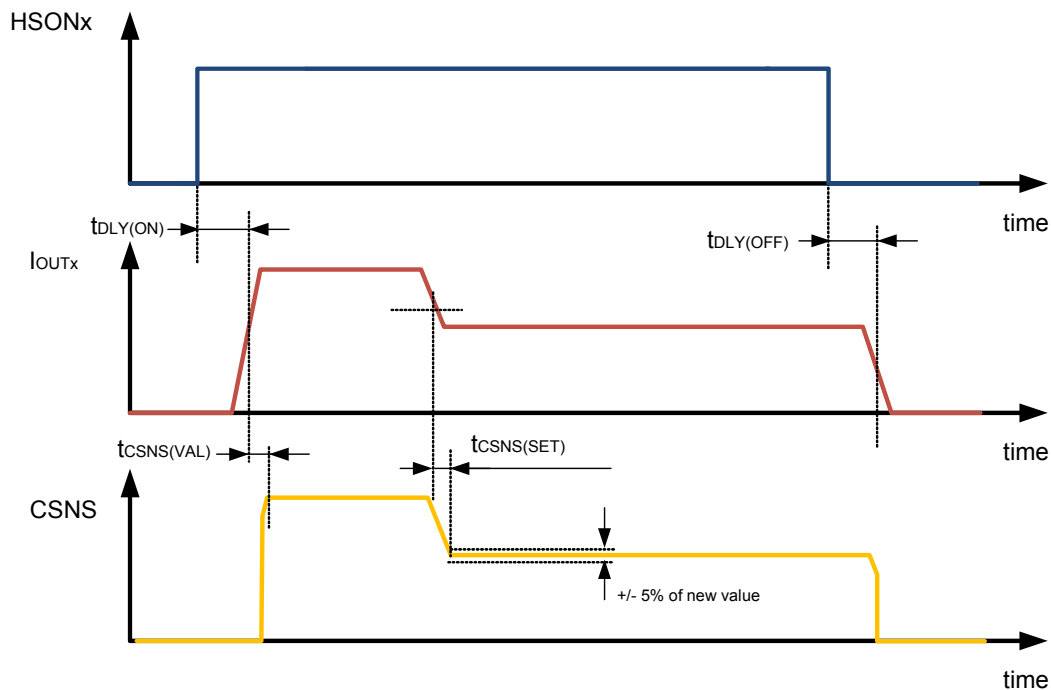 HSONx
time
tDLY(ON)
tDLY(OFF)
IOUTx
time
tCSNS(VAL)
tCSNS(SET)
CSNS
+/- 5% of new value
time